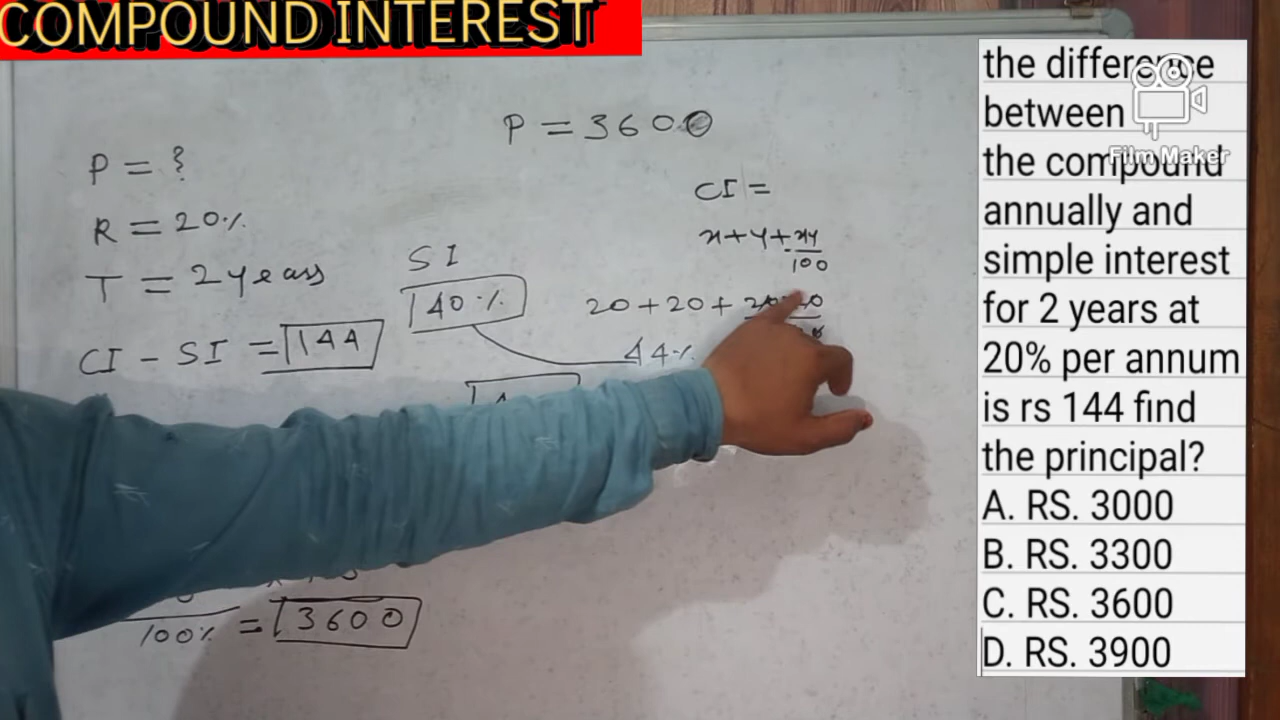 COMPOUND INTEREST
P = 3600
P = ?
R = 20%
T = 2 years
CI - SI = 144
SI
40%
CI =
x+y+xy/100
20+20+
44%
100% = 3600
the difference
between
the compound
annually and
simple interest
for 2 years at
20% per annum
is rs 144 find
the principal?
A. RS. 3000
B. RS. 3300
C. RS. 3600
D. RS. 3900
Film Maker